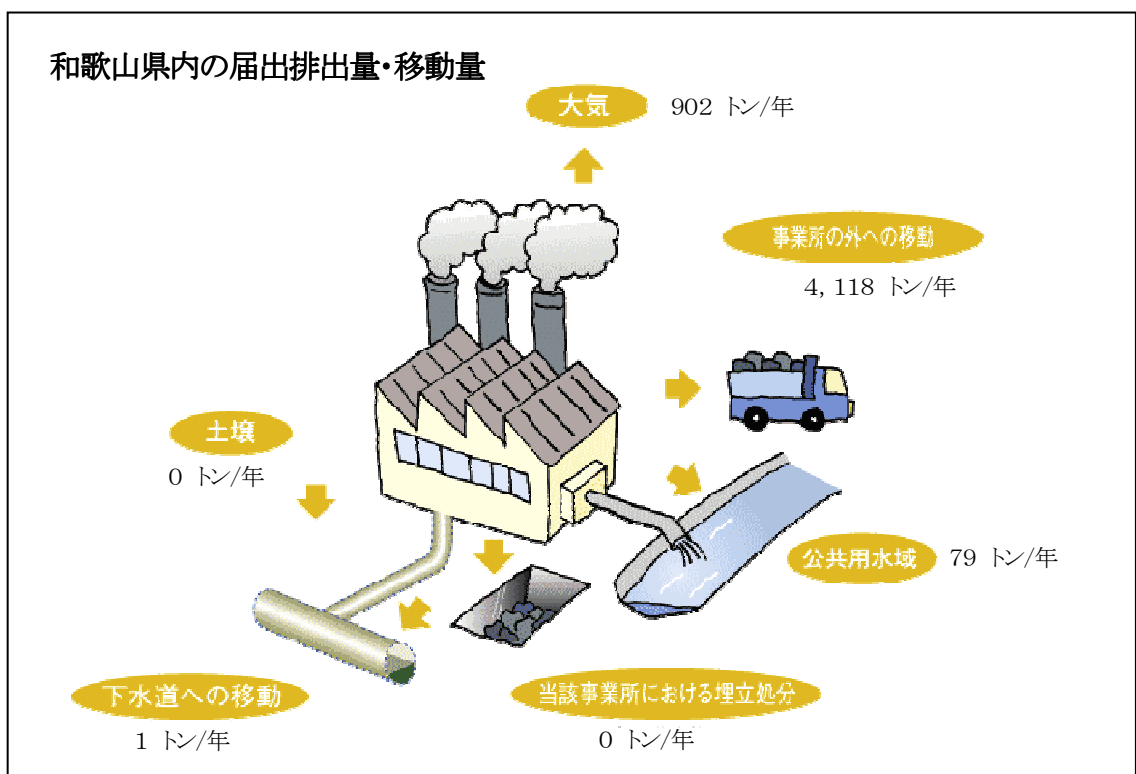 和歌山県内の届出排出量・移動量
大気
902 トン/年
事業所の外への移動
4,118 トン/年
土壌
0 トン/年
公共用水域
79 トン/年
下水道への移動
1 トン/年
当該事業所における埋立処分
0 トン/年